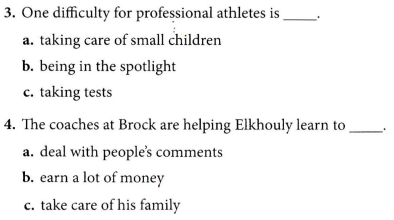 3. One difficulty for professional athletes is _____.
a. taking care of small children
b. being in the spotlight
c. taking tests
4. The coaches at Brock are helping Elkhouly learn to _____.
a. deal with people's comments
b. earn a lot of money
c. take care of his family